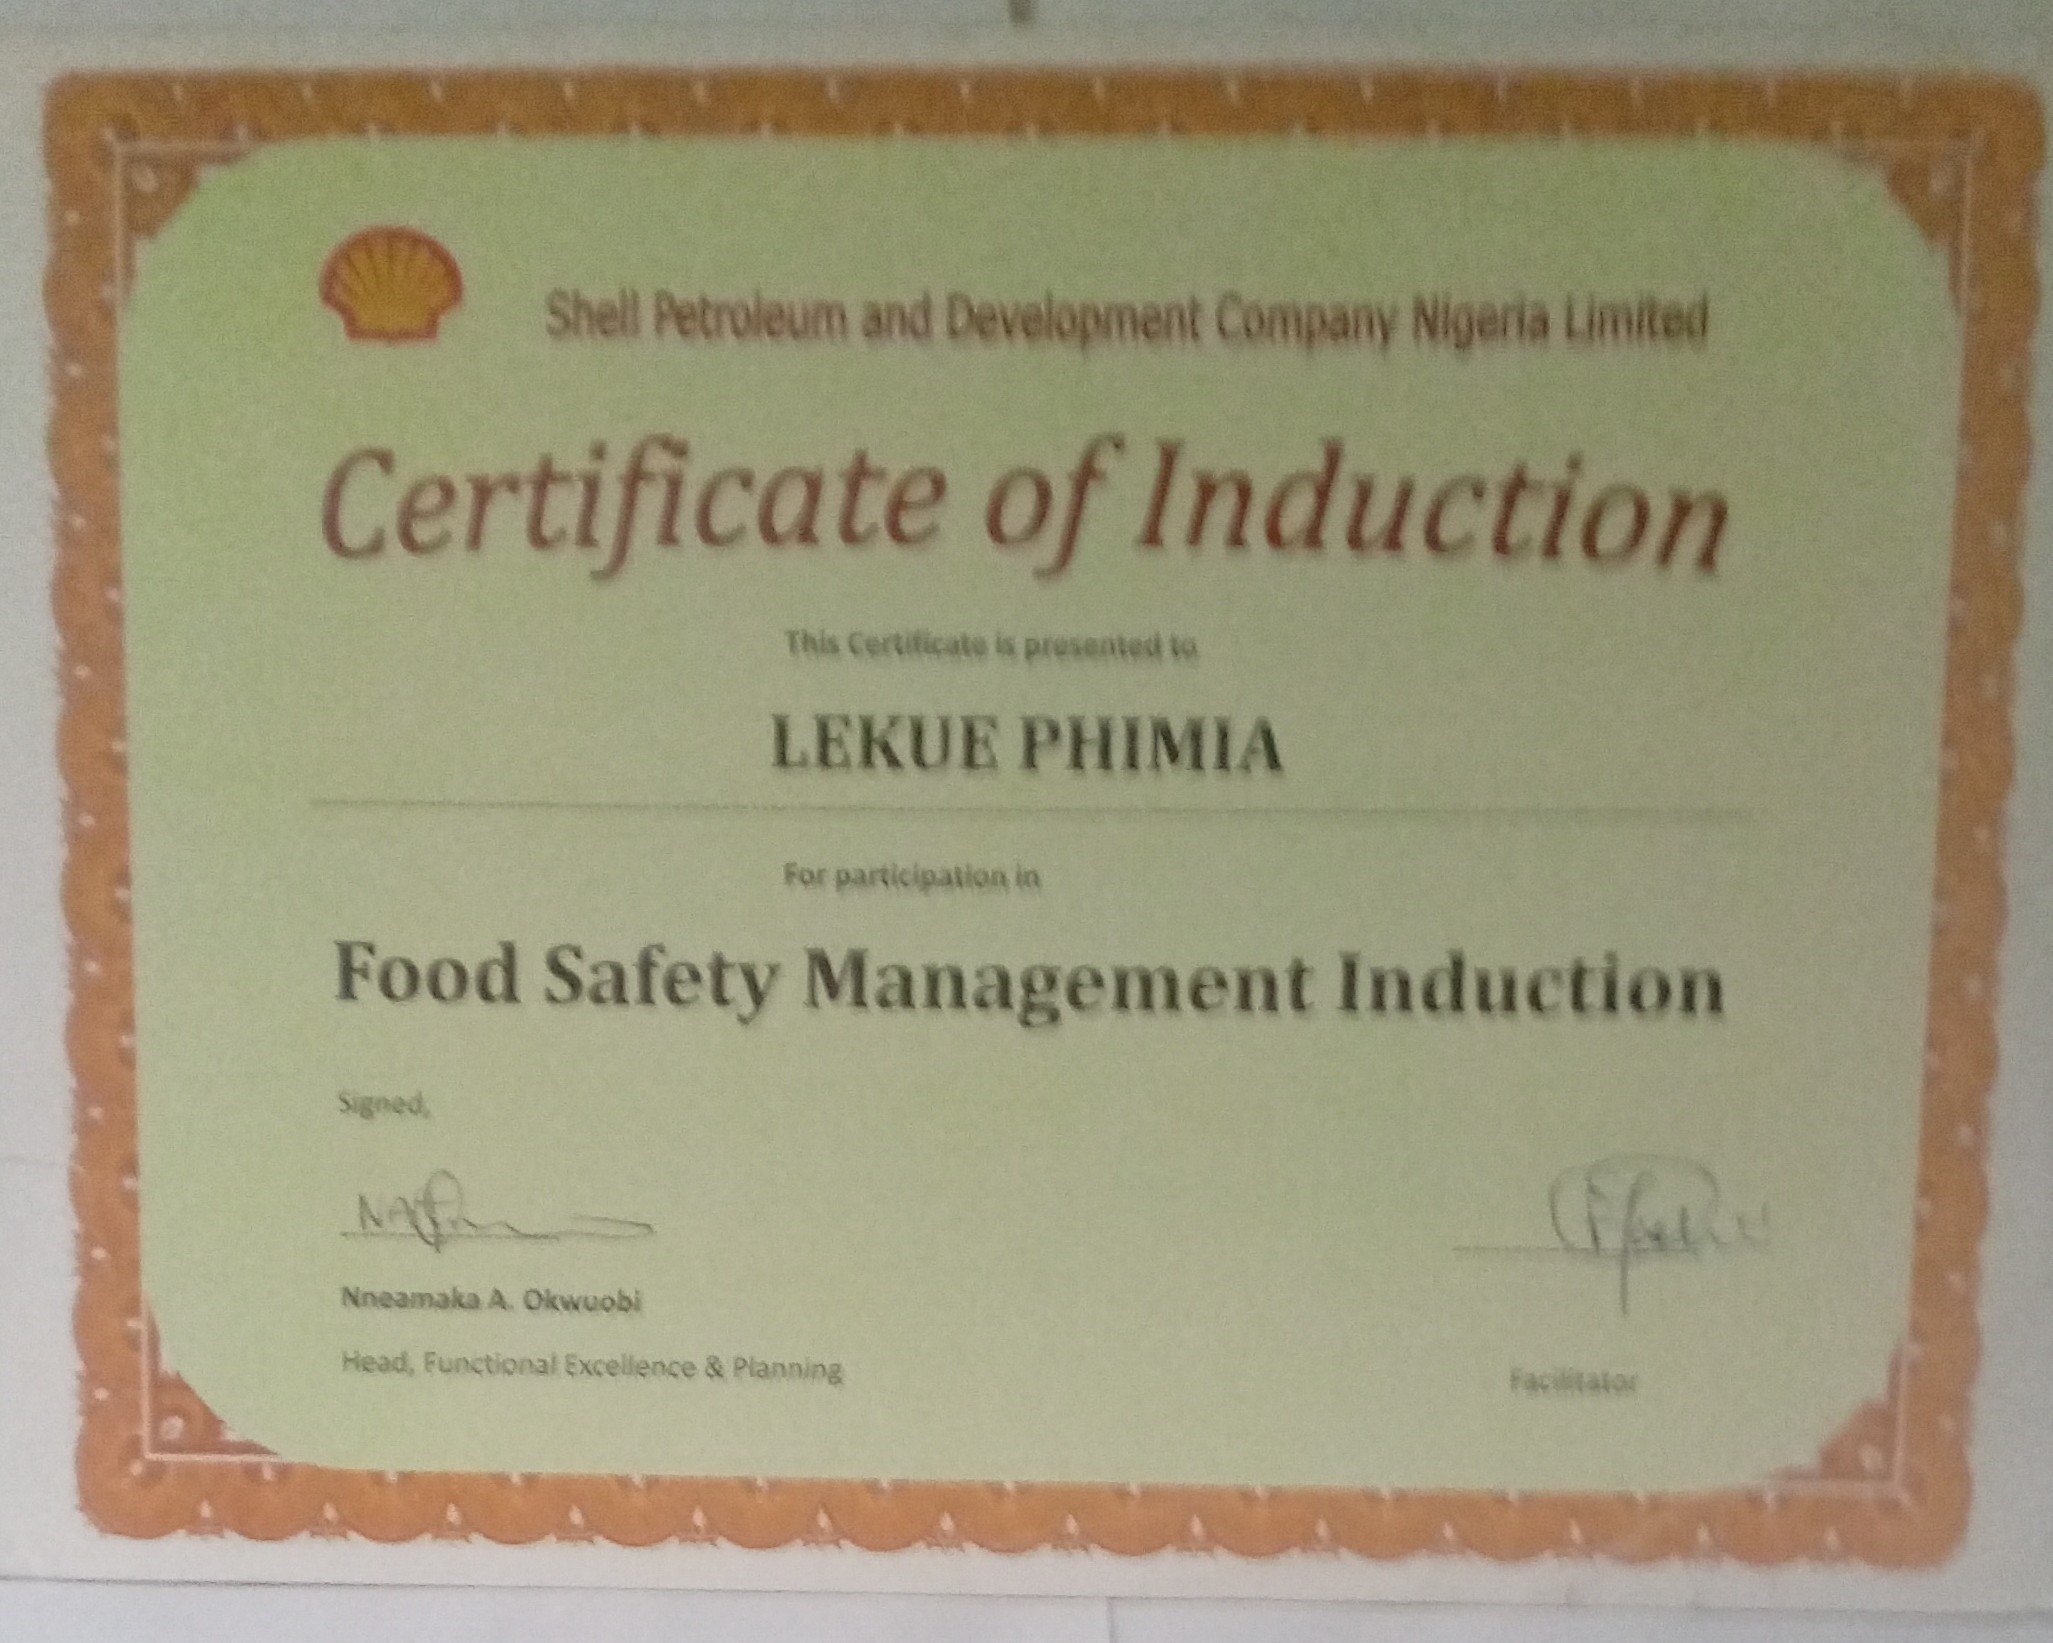 Shell Petroleum and Development Company Nigeria Limited
Certificate of Induction
This Certificate is presented to
LEKUE PHIMIA
For participation in
Food Safety Management Induction
Signed,
Nneamaka A. Okwuobi
Head, Functional Excellence & Planning
Facilitator